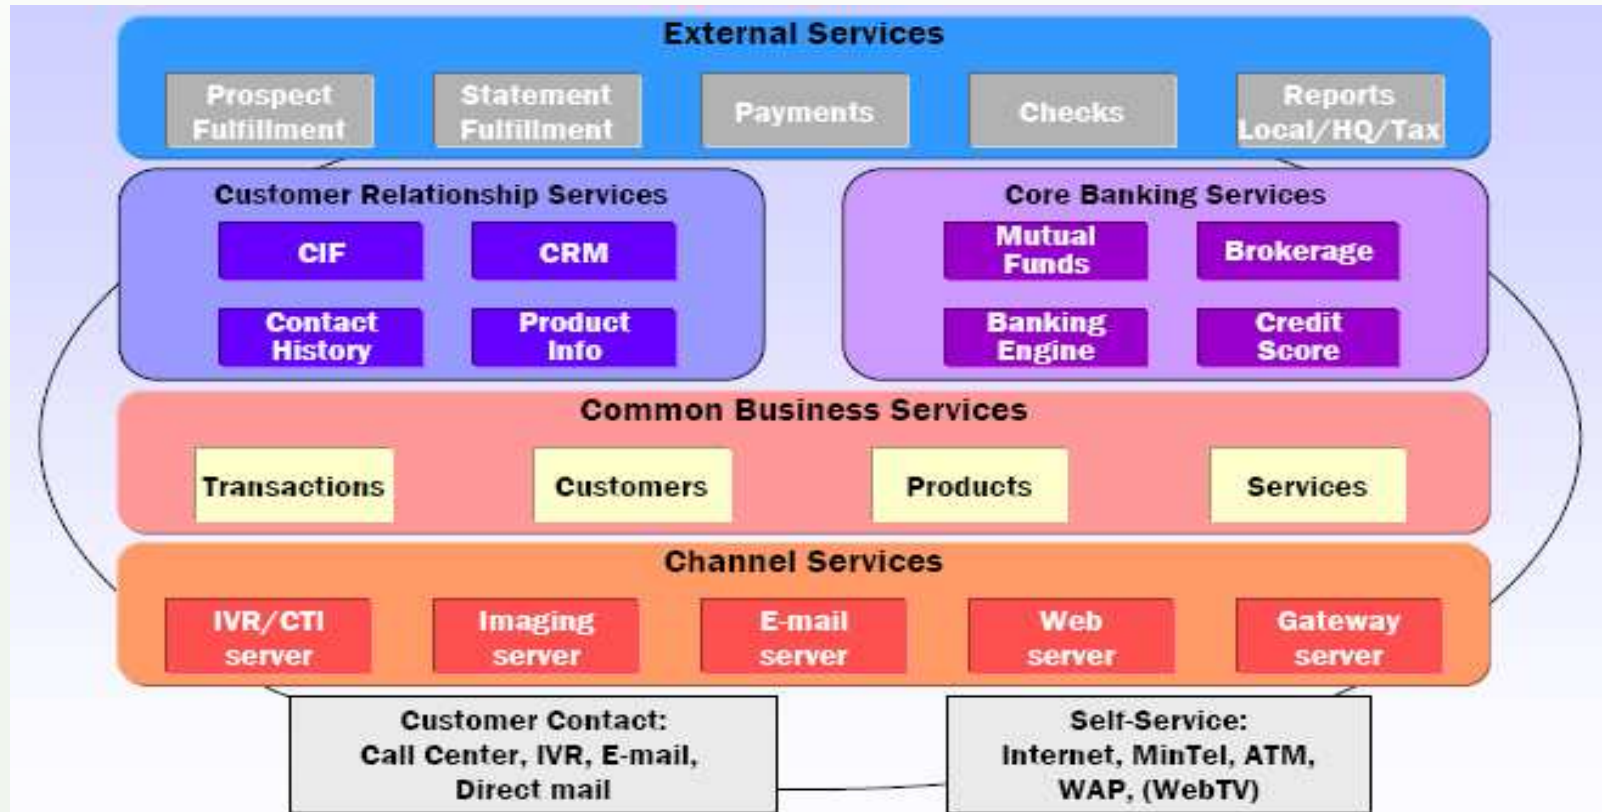 External Services
Prospect
Fulfillment
Statement
Fulfillment
Payments
Checks
Reports
Local/HQ/Tax
Customer Relationship Services
CIF
CRM
Contact
History
Product
Info
Core Banking Services
Mutual
Funds
Brokerage
Banking
Engine
Credit
Score
Common Business Services
Transactions
Customers
Products
Services
Channel Services
IVR/CTI
server
Imaging
server
E-mail
server
Web
server
Gateway
server
Customer Contact:
Call Center, IVR, E-mail,
Direct mail
Self-Service:
Internet, MinTel, ATM,
WAP, (WebTV)